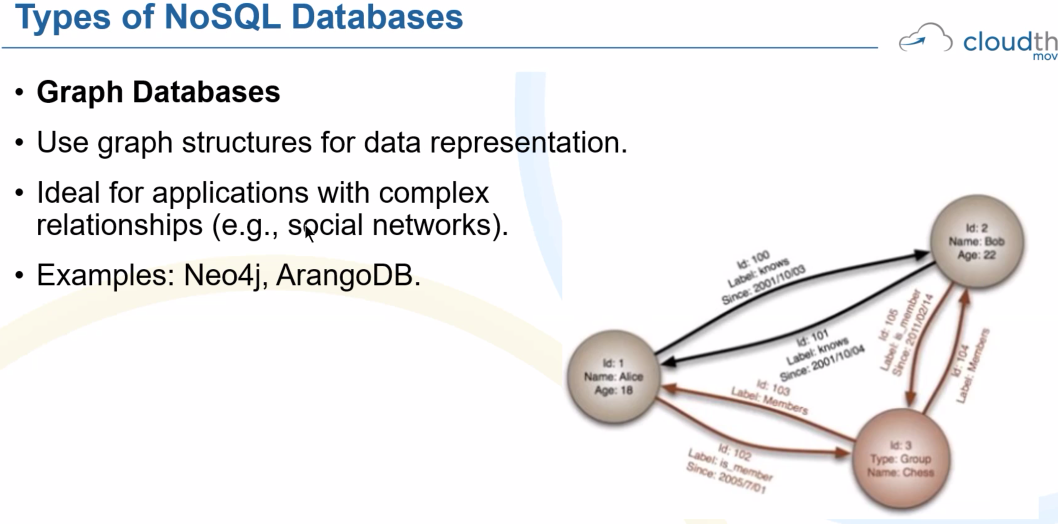 Types of NoSQL Databases
cloudth
mov
• Graph Databases
• Use graph structures for data representation.
• Ideal for applications with complex
relationships (e.g., social networks).
• Examples: Neo4j, ArangoDB.
Id: 2
Name: Bob
Age: 22
Id: 100
Label: knows
Since: 2001/10/03
Id: 101
Label: knows
Since: 2001/10/04
Id: 105
Label: is_member
Since: 2011/02/14
Id: 104
Label: Members
Id: 1
Name: Alice
Age: 18
Id: 103
Label: Members
Id: 102
Label: is_member
Since: 2005/7/01
Id: 3
Type: Group
Name: Chess